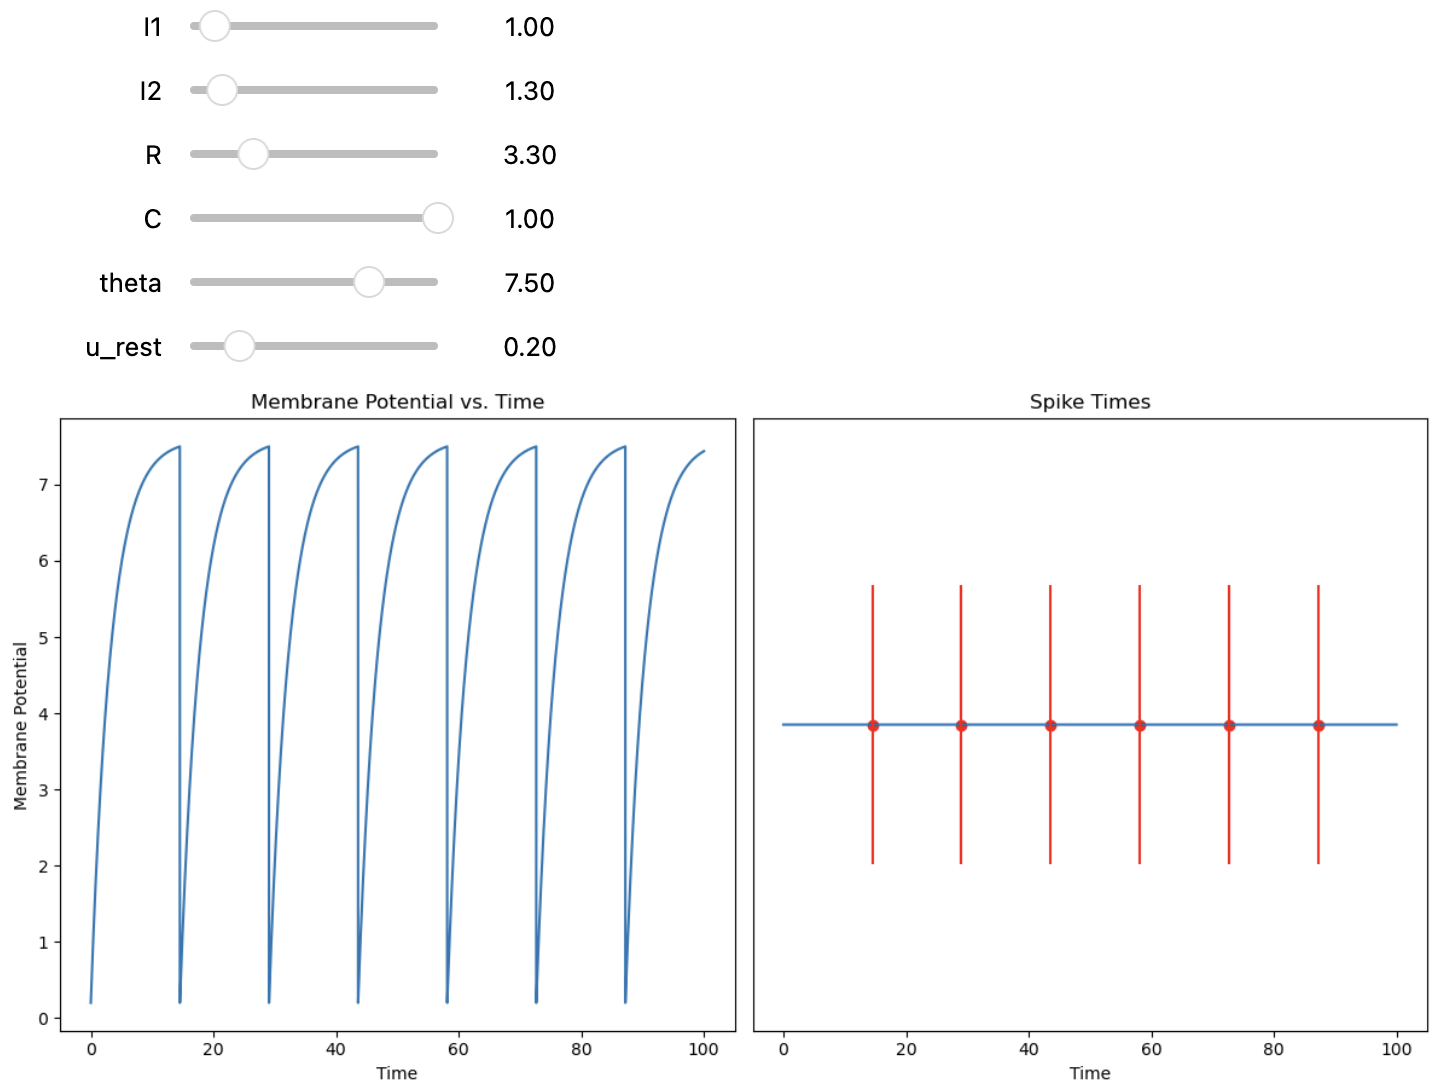 I1 1.00
I2 1.30
R 3.30
C 1.00
theta 7.50
u_rest 0.20
Membrane Potential vs. Time
Membrane Potential
7
6
5
4
3
2
1
0
0 20 40 60 80 100
Time
Spike Times
0 20 40 60 80 100
Time